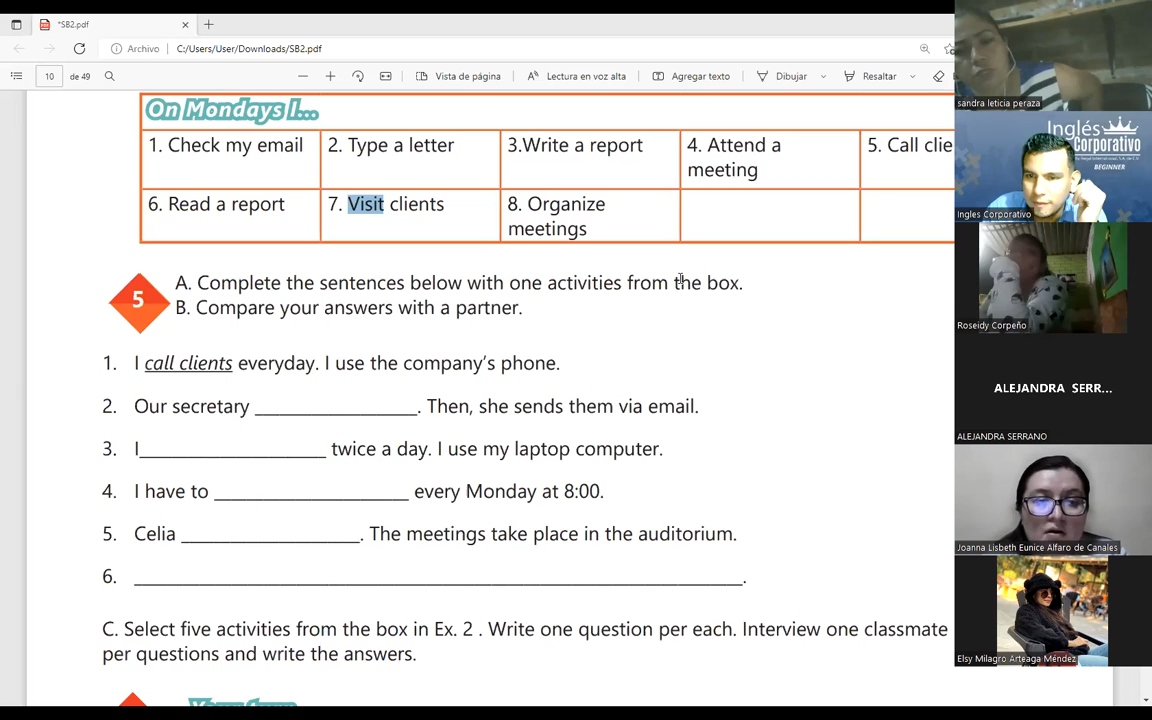 *SB2.pdf
Archivo C:/Users/User/Downloads/SB2.pdf
10 de 49
Vista de página
Lectura en voz alta
Agregar texto
Dibujar
Resaltar
On Mondays I...
1. Check my email
2. Type a letter
3.Write a report
4. Attend a
meeting
5. Call clie
6. Read a report
7. Visit clients
8. Organize
meetings
5
A. Complete the sentences below with one activities from the box.
B. Compare your answers with a partner.
1. I call clients everyday. I use the company's phone.
2. Our secretary ________________. Then, she sends them via email.
3. I__________________ twice a day. I use my laptop computer.
4. I have to ___________________ every Monday at 8:00.
5. Celia _________________. The meetings take place in the auditorium.
6. ____________________________________________________________.
C. Select five activities from the box in Ex. 2 . Write one question per each. Interview one classmate
per questions and write the answers.
sandra leticia peraza
Inglés
Corporativo
BEGINNER
Ingles Corporativo
Roseidy Corpeño
ALEJANDRA SERR...
ALEJANDRA SERRANO
Joanna Lisbeth Eunice Alfaro de Canales
Elsy Milagro Arteaga Méndez